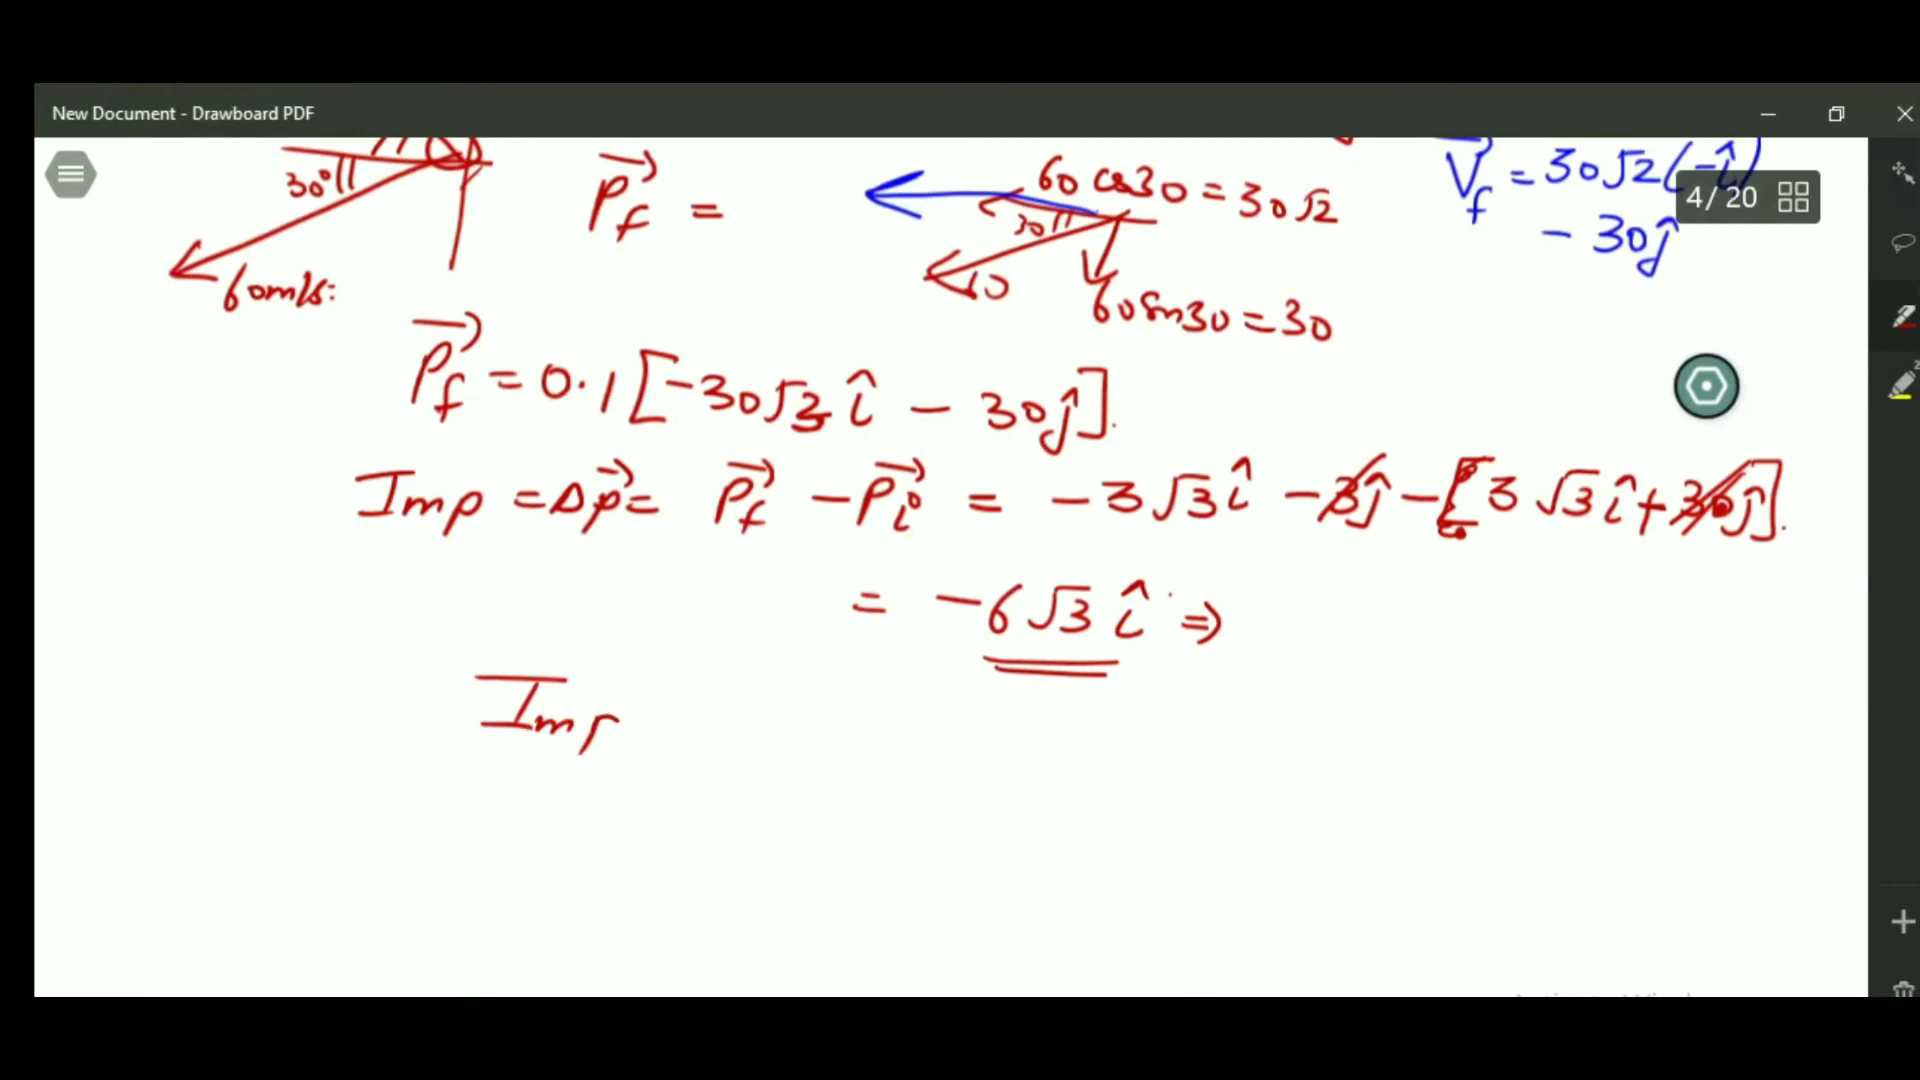 New Document - Drawboard PDF
4 / 20
30°
60m/s
P⃗f =
60 cos30 = 30√2
30
60
60 sin30 = 30
V⃗f = 30√2(-î)
- 30ĵ
P⃗f = 0.1[-30√3 î - 30ĵ].
Imp = Δp⃗ = P⃗f - P⃗i = -3√3 î - 3ĵ - [3√3 î + 3ĵ].
= -6√3 î ⇒
Imp